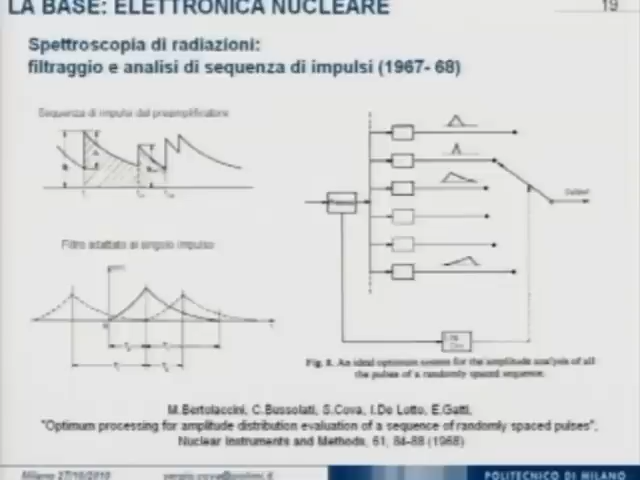 LA BASE: ELETTRONICA NUCLEARE
19
Spettroscopia di radiazioni:
filtraggio e analisi di sequenza di impulsi (1967- 68)
Sequenza di impulsi dal preamplificatore
Filtro adattato al singolo impulso
Output
Fig. 8. An ideal optimum system for the amplitude analysis of all
the pulses of a randomly spaced sequence.
M.Bertolaccini, C.Bussolati, S.Cova, I.De Lotto, E.Gatti,
"Optimum processing for amplitude distribution evaluation of a sequence of randomly spaced pulses",
Nuclear Instruments and Methods, 61, 84-88 (1968)
Milano 27/10/2010
sergio.cova@polimi.it
POLITECNICO DI MILANO